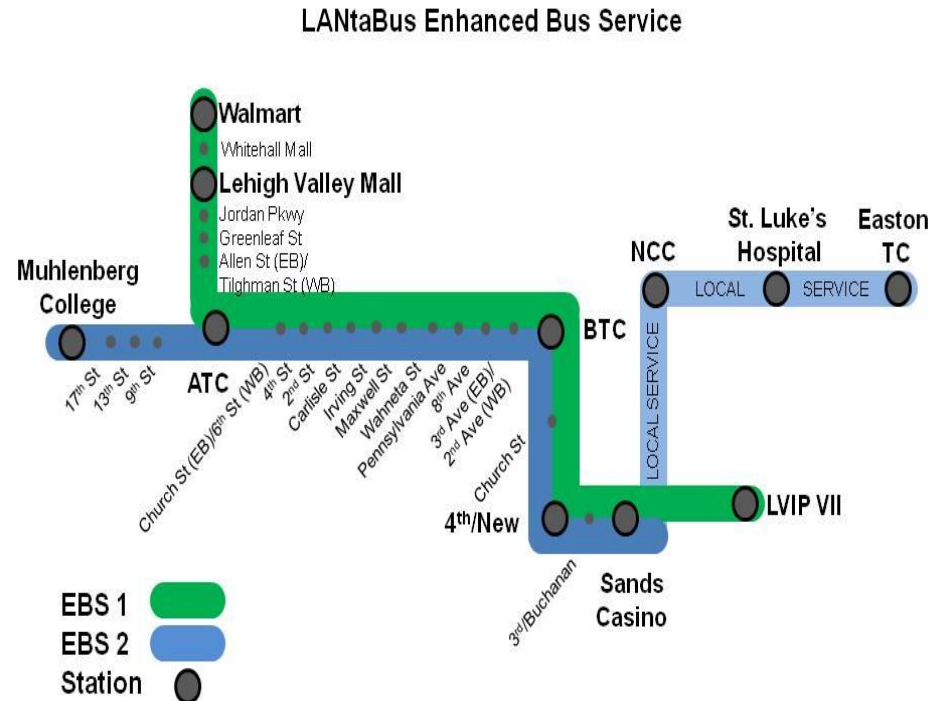 LANtaBus Enhanced Bus Service
Walmart
Whitehall Mall
Lehigh Valley Mall
Jordan Pkwy
Greenleaf St
Allen St (EB)/
Tilghman St (WB)
Muhlenberg
College
17th St
13th St
9th St
ATC
Church St (EB)/6th St (WB)
4th St
2nd St
Carlisle St
Irving St
Maxwell St
Wahneta St
Pennsylvania Ave
8th Ave
3rd Ave (EB)/
2nd Ave (WB)
BTC
Church St
4th/New
3rd/Buchanan
Sands
Casino
LVIP VII
LOCAL SERVICE
NCC
LOCAL
St. Luke's
Hospital
SERVICE
Easton
TC
EBS 1
EBS 2
Station